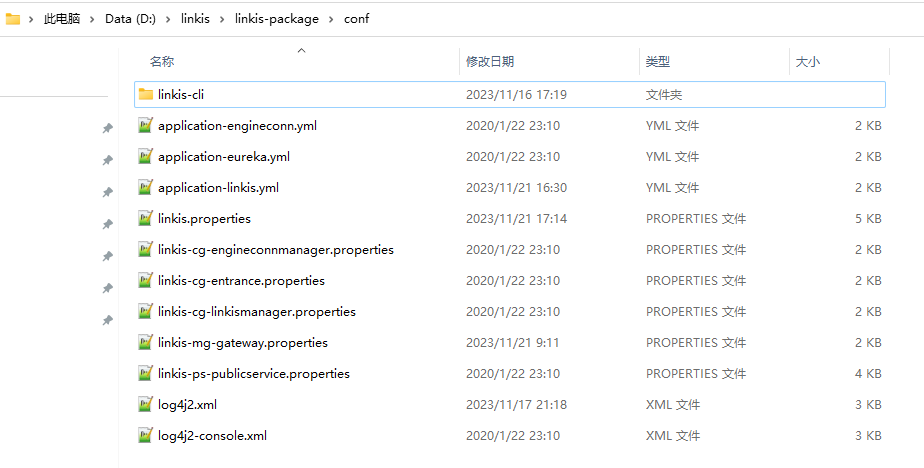 此电脑 Data (D:) linkis linkis-package conf
名称 修改日期 类型 大小
linkis-cli 2023/11/16 17:19 文件夹
application-engineconn.yml 2020/1/22 23:10 YML 文件 2 KB
application-eureka.yml 2020/1/22 23:10 YML 文件 2 KB
application-linkis.yml 2023/11/21 16:30 YML 文件 2 KB
linkis.properties 2023/11/21 17:14 PROPERTIES 文件 5 KB
linkis-cg-engineconnmanager.properties 2020/1/22 23:10 PROPERTIES 文件 2 KB
linkis-cg-entrance.properties 2020/1/22 23:10 PROPERTIES 文件 2 KB
linkis-cg-linkismanager.properties 2020/1/22 23:10 PROPERTIES 文件 2 KB
linkis-mg-gateway.properties 2023/11/21 9:11 PROPERTIES 文件 2 KB
linkis-ps-publicservice.properties 2020/1/22 23:10 PROPERTIES 文件 4 KB
log4j2.xml 2023/11/17 21:18 XML 文件 3 KB
log4j2-console.xml 2020/1/22 23:10 XML 文件 3 KB